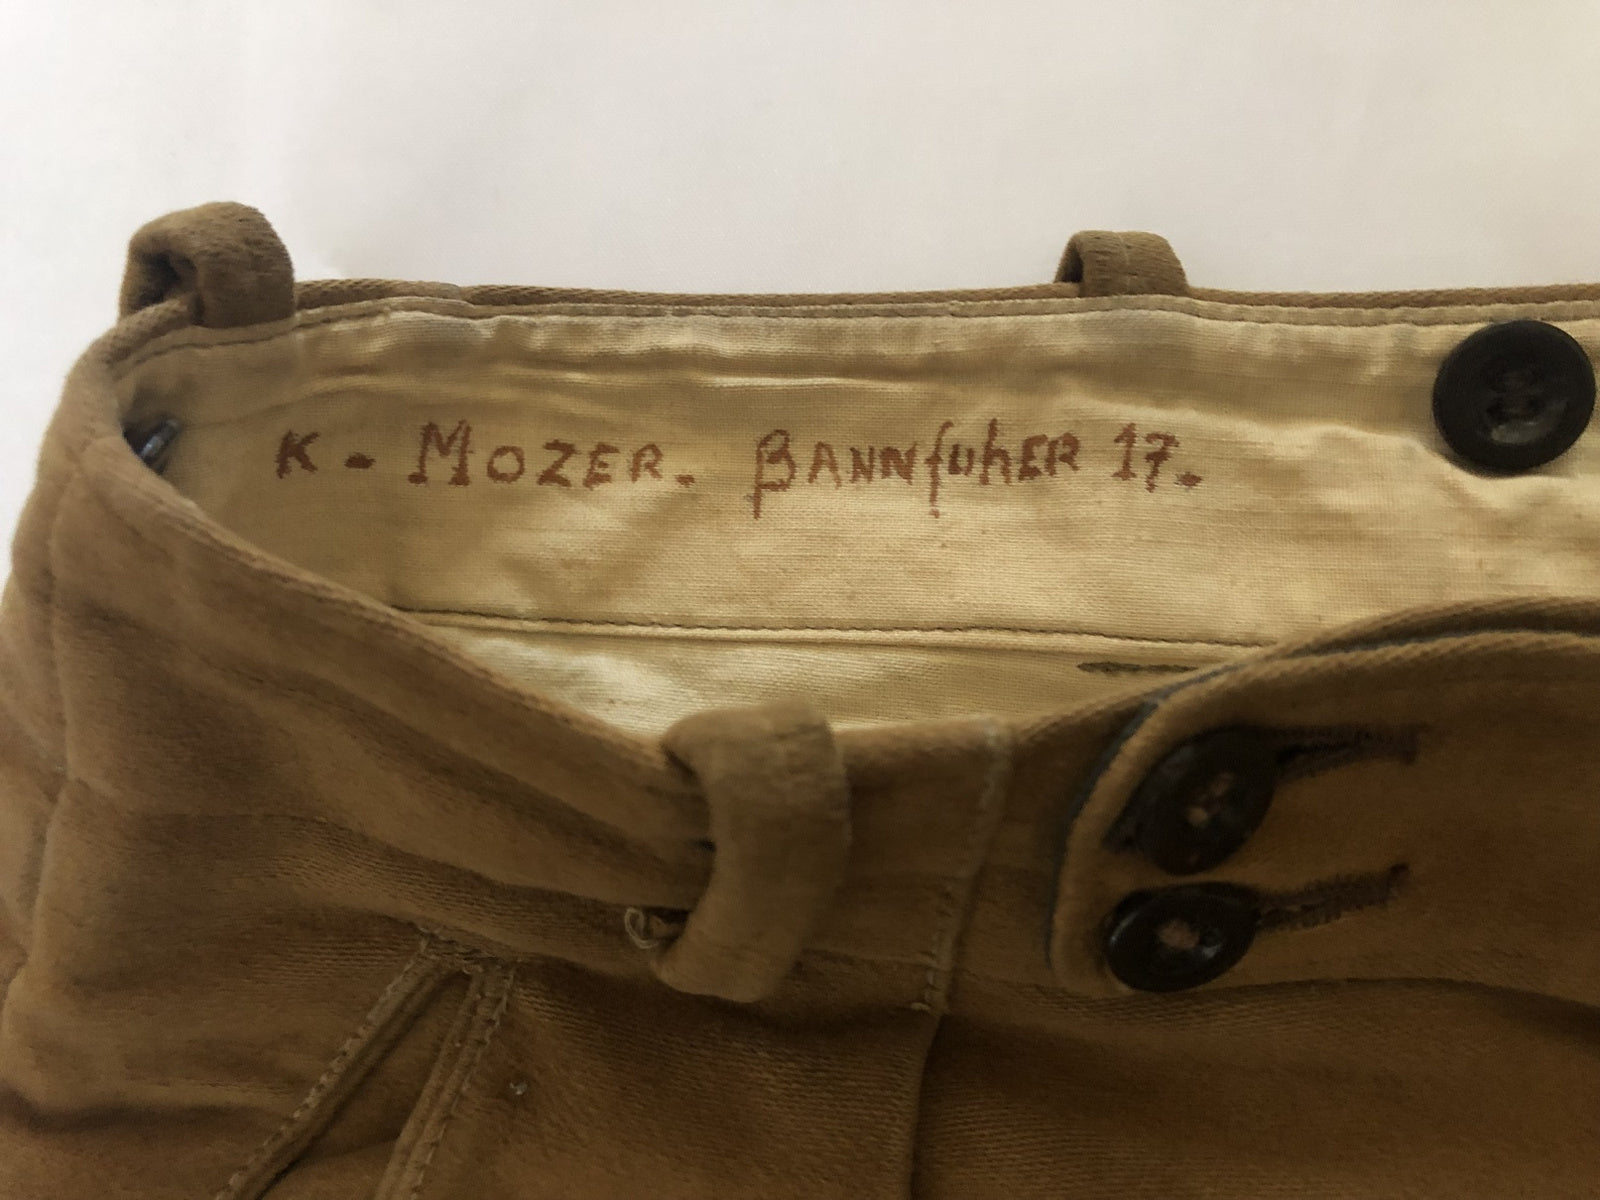 K - MOZER. BANNfUhER 17.